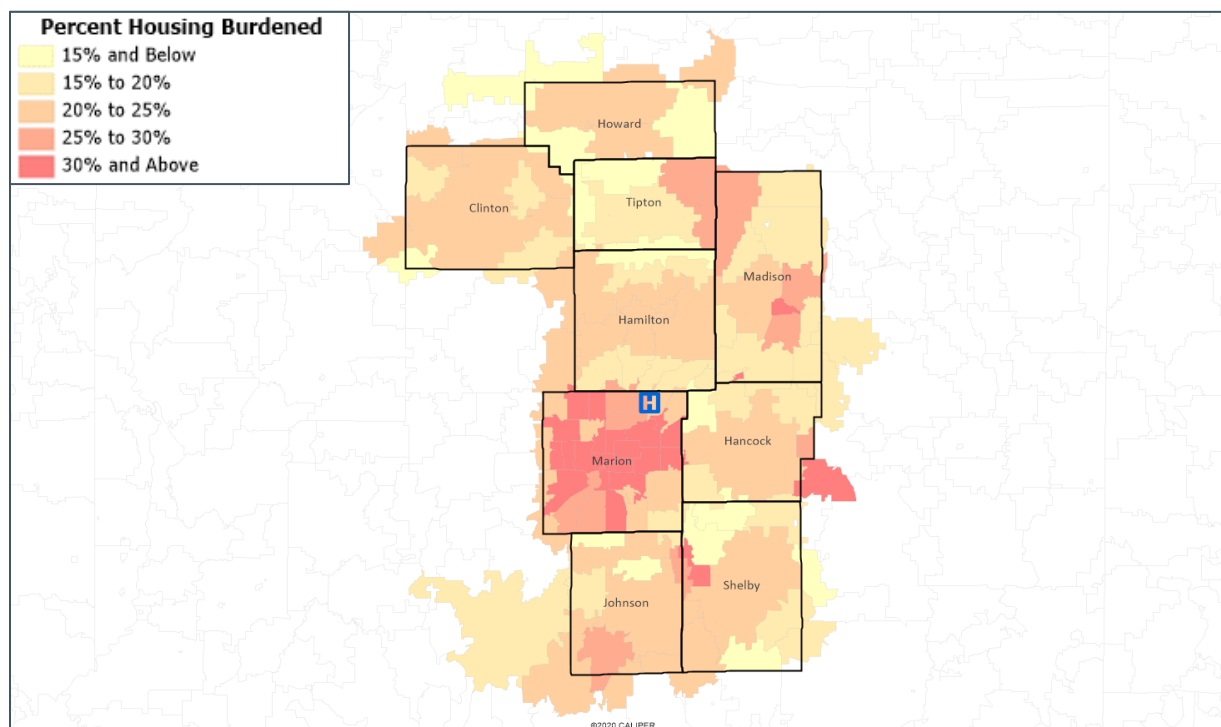 Percent Housing Burdened
15% and Below
15% to 20%
20% to 25%
25% to 30%
30% and Above
Howard
Clinton
Tipton
Madison
Hamilton
H
Hancock
Marion
Shelby
Johnson
©2020 CALIPER